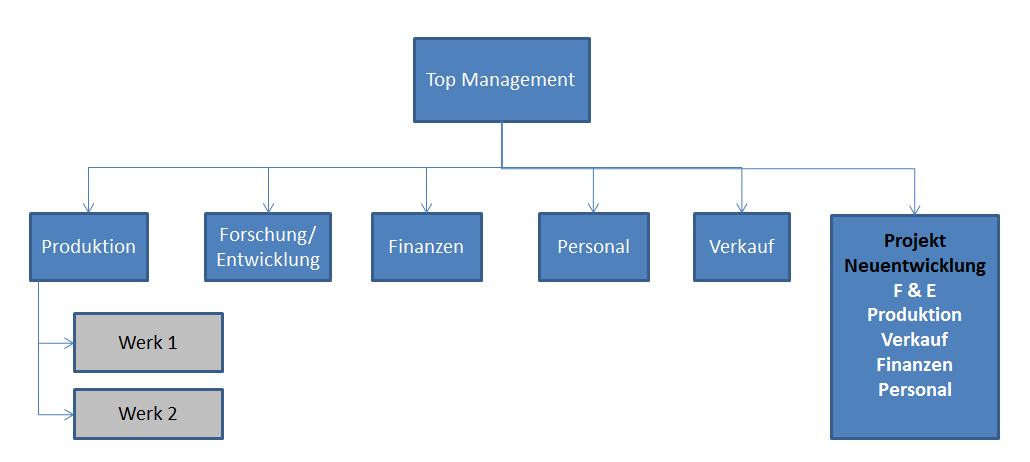 Top Management
Produktion
Forschung/
Entwicklung
Finanzen
Personal
Verkauf
Projekt
Neuentwicklung
F & E
Produktion
Verkauf
Finanzen
Personal
Werk 1
Werk 2